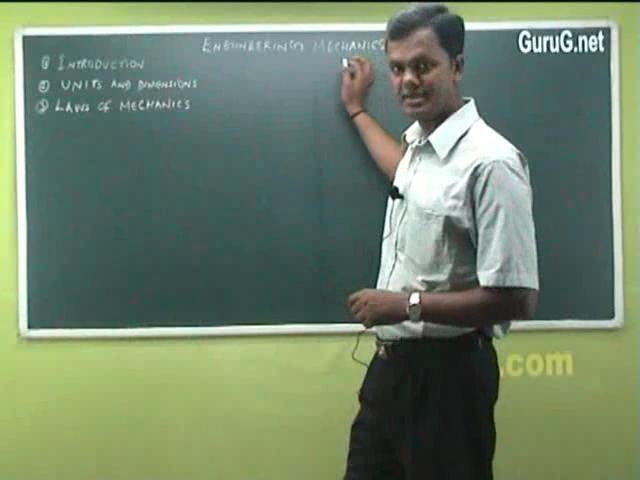 ENGINEERING MECHANICS
GuruG.net
① INTRODUCTION
② UNITS AND DIMENSIONS
③ LAWS OF MECHANICS
.com